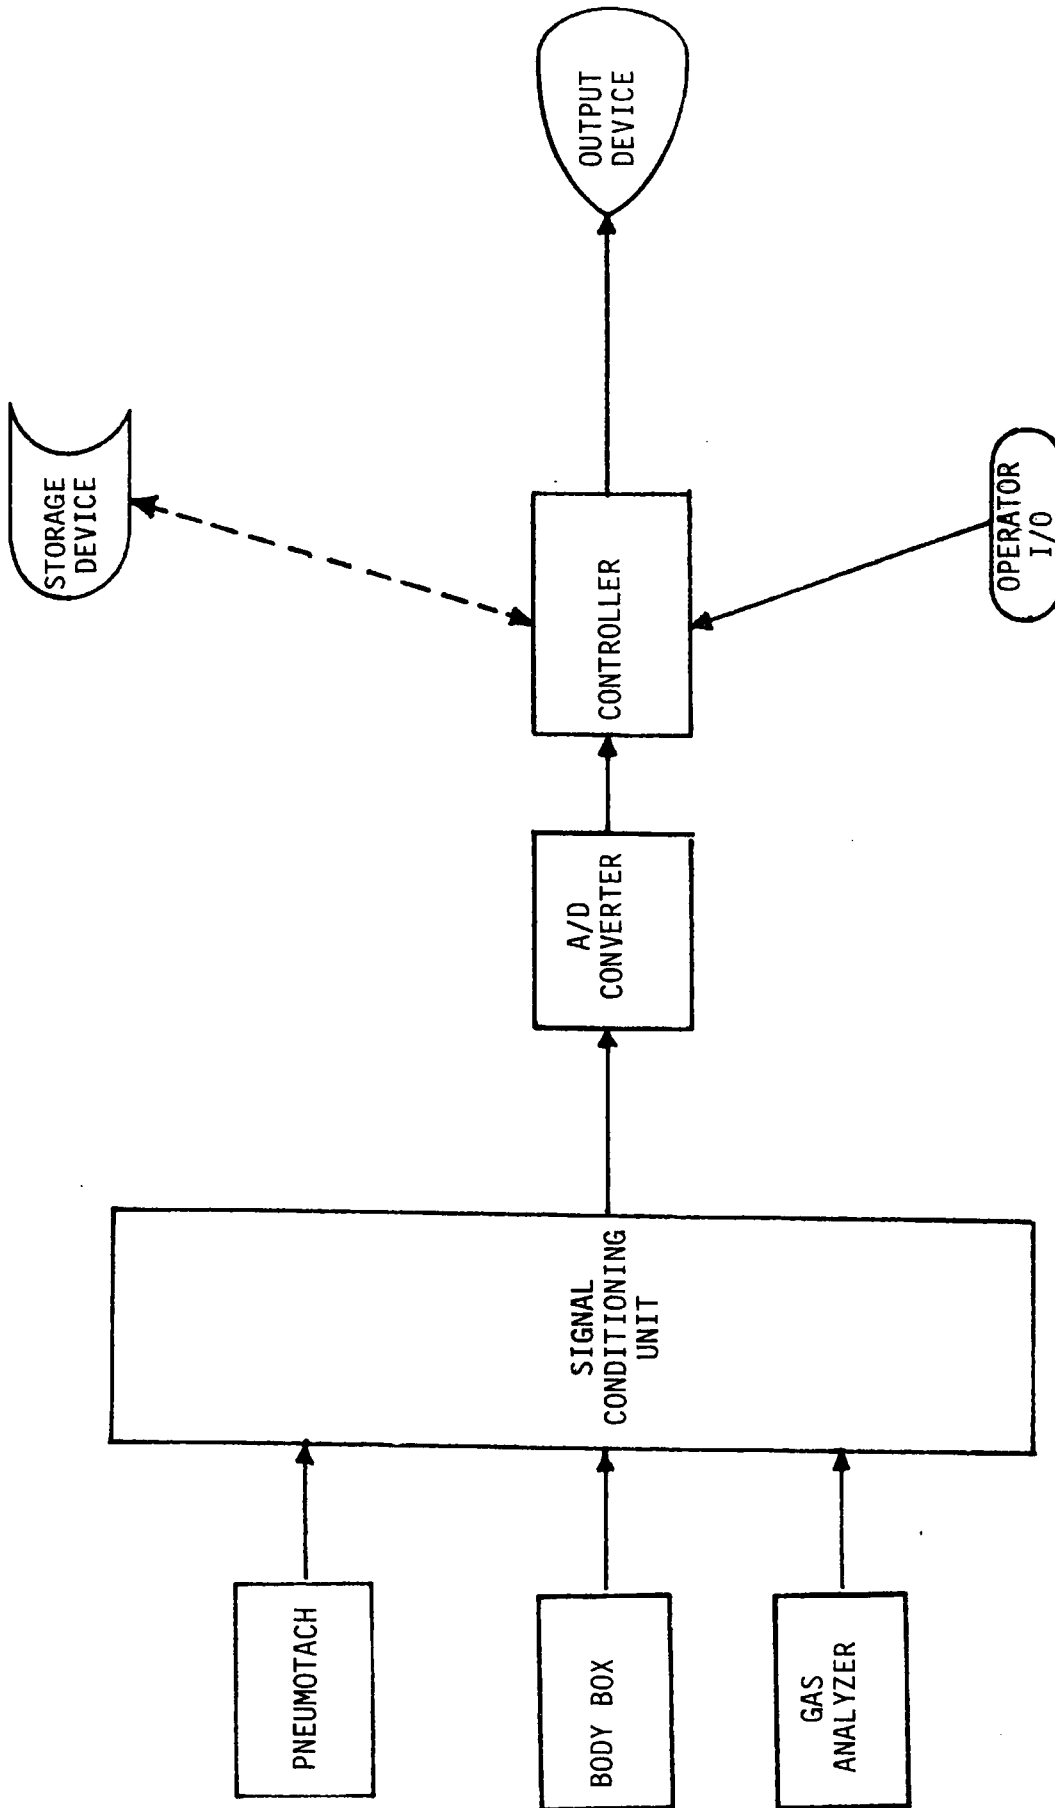 PNEUMOTACH
BODY BOX
GAS
ANALYZER
SIGNAL
CONDITIONING
UNIT
A/D
CONVERTER
CONTROLLER
STORAGE
DEVICE
OPERATOR
I/O
OUTPUT
DEVICE